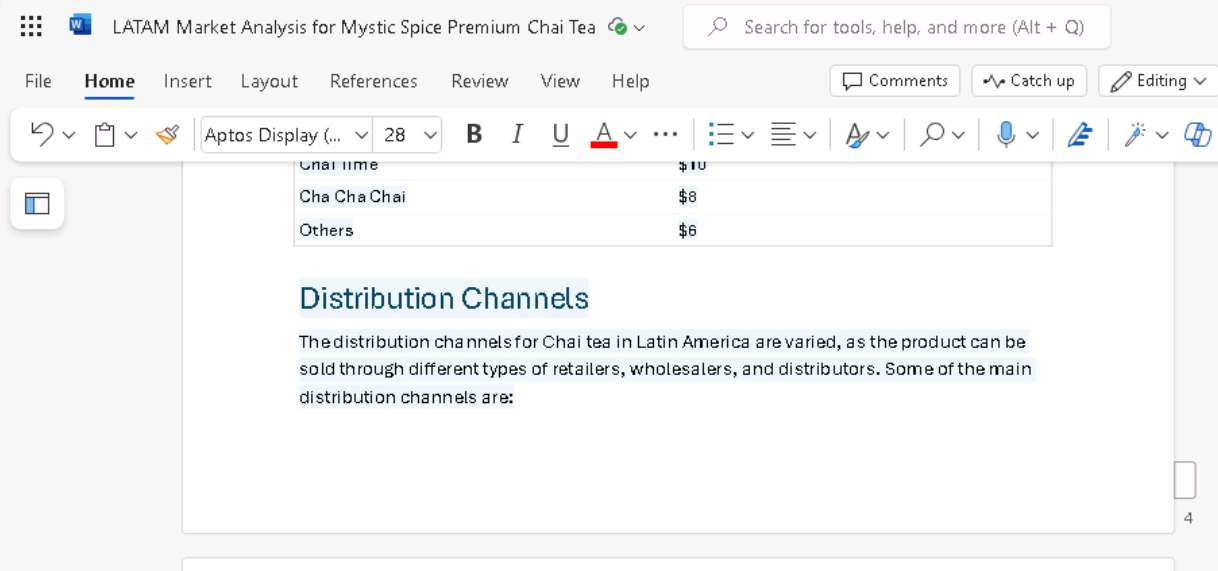 LATAM Market Analysis for Mystic Spice Premium Chai Tea
Search for tools, help, and more (Alt + Q)
File Home Insert Layout References Review View Help Comments Catch up Editing
Aptos Display (... 28 B I U A
Chai Time $10
Cha Cha Chai $8
Others $6
Distribution Channels
The distribution channels for Chai tea in Latin America are varied, as the product can be
sold through different types of retailers, wholesalers, and distributors. Some of the main
distribution channels are:
4